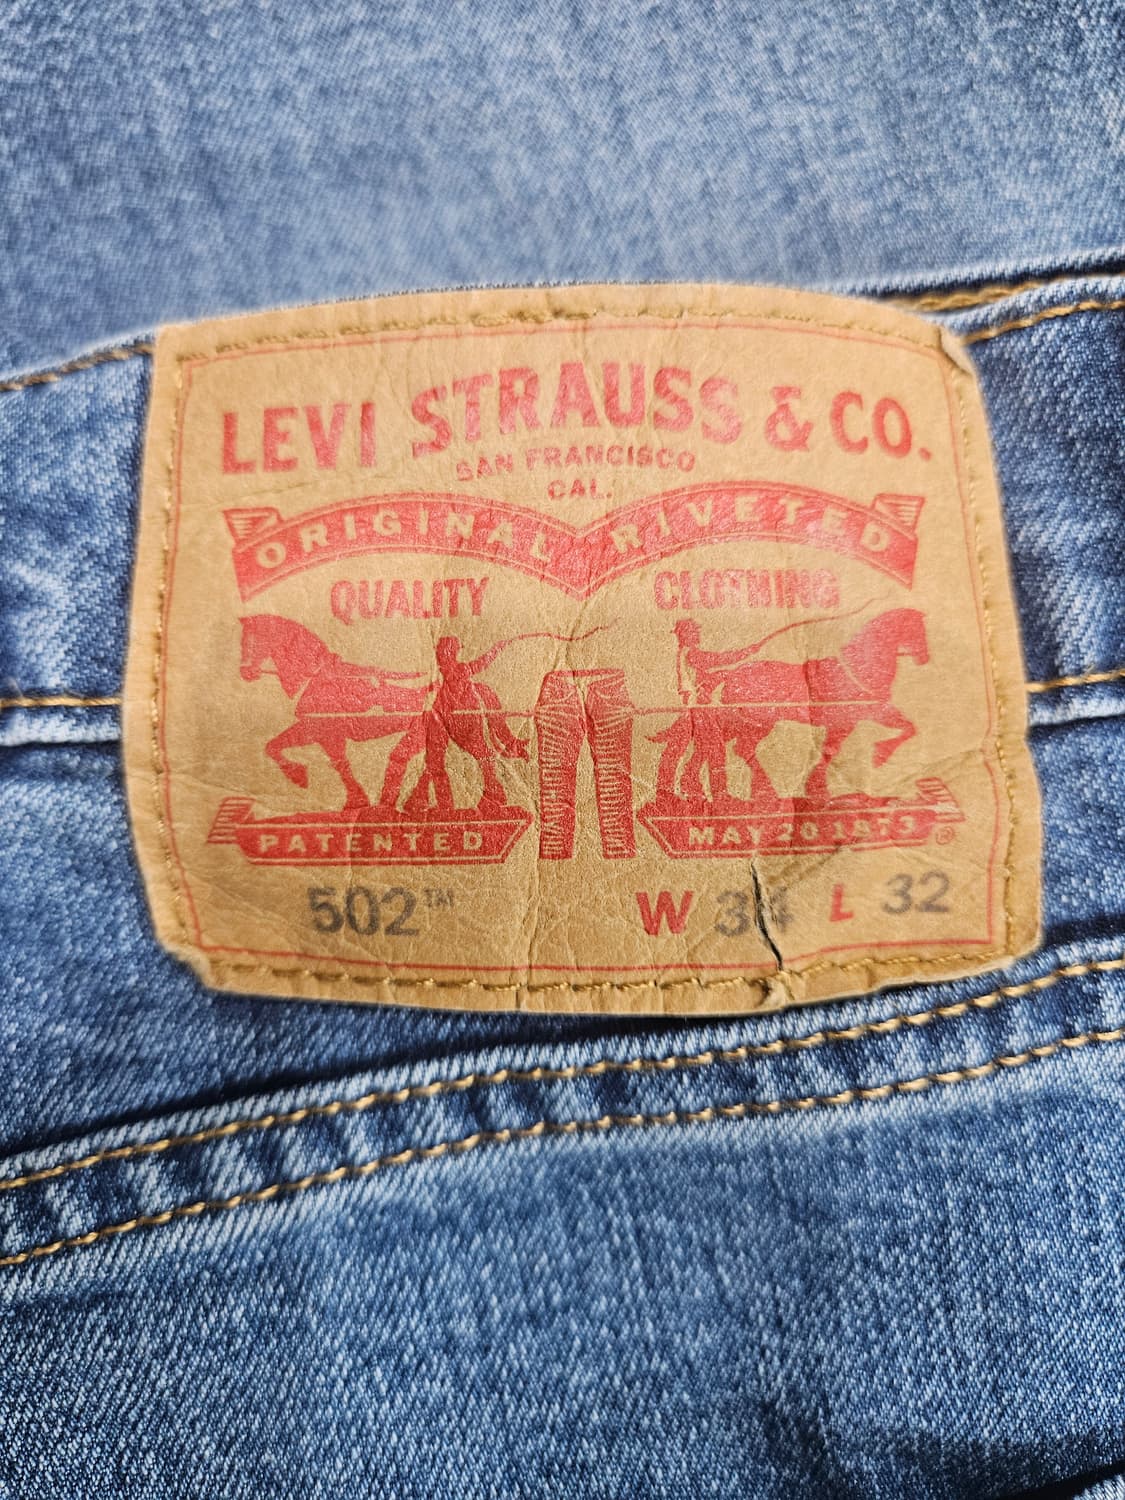 LEVI STRAUSS & CO.
SAN FRANCISCO
CAL.
ORIGINAL RIVETED
QUALITY CLOTHING
PATENTED MAY 20 1873 ®
502™ W 34 L 32